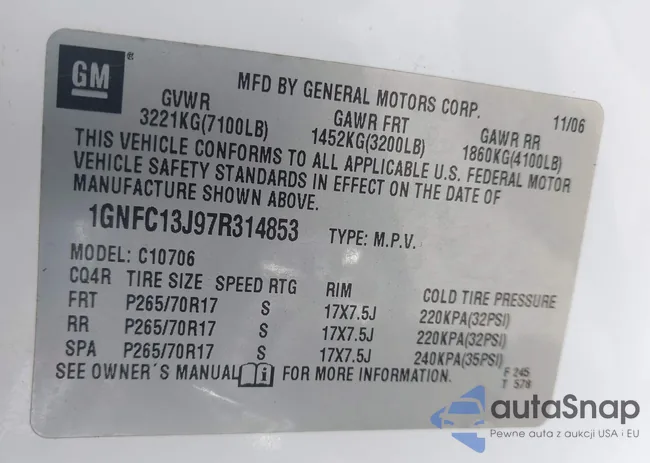 GM ®
MFD BY GENERAL MOTORS CORP.
11/06
GVWR GAWR FRT GAWR RR
3221KG(7100LB) 1452KG(3200LB) 1860KG(4100LB)
THIS VEHICLE CONFORMS TO ALL APPLICABLE U.S. FEDERAL MOTOR
VEHICLE SAFETY STANDARDS IN EFFECT ON THE DATE OF
MANUFACTURE SHOWN ABOVE.
1GNFC13J97R314853 TYPE: M.P.V.
MODEL: C10706
CQ4R TIRE SIZE SPEED RTG RIM COLD TIRE PRESSURE
FRT P265/70R17 S 17X7.5J 220KPA(32PSI)
RR P265/70R17 S 17X7.5J 220KPA(32PSI)
SPA P265/70R17 S 17X7.5J 240KPA(35PSI)
SEE OWNER'S MANUAL FOR MORE INFORMATION.
F 245
T 578
autaSnap
Pewne auta z aukcji USA i EU